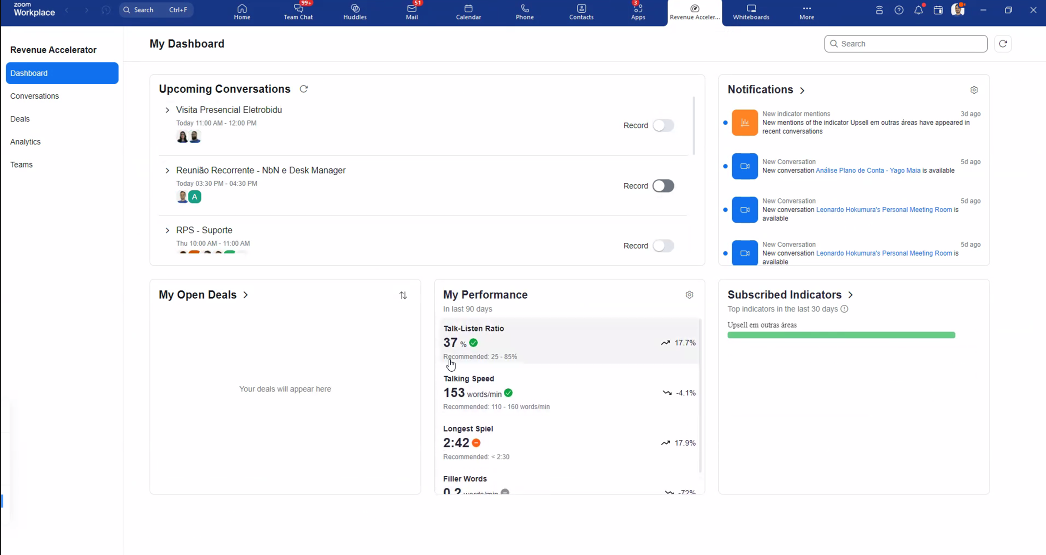 zoom
Workplace
Search Ctrl+F
Home
Team Chat
99+
Huddles
Mail
51
Calendar
Phone
Contacts
Apps
3
Revenue Acceler...
Whiteboards
More
Revenue Accelerator
Dashboard
Conversations
Deals
Analytics
Teams
My Dashboard
Search
Upcoming Conversations
Visita Presencial Eletrobidu
Today 11:00 AM - 12:00 PM
Record
Reunião Recorrente - NbN e Desk Manager
Today 03:30 PM - 04:30 PM
A
Record
RPS - Suporte
Thu 10:00 AM - 11:00 AM
Record
Notifications
New indicator mentions 3d ago
New mentions of the indicator Upsell em outras áreas have appeared in
recent conversations
New Conversation 5d ago
New conversation Análise Plano de Conta - Yago Maia is available
New Conversation 5d ago
New conversation Leonardo Hokumura's Personal Meeting Room is
available
New Conversation 5d ago
New conversation Leonardo Hokumura's Personal Meeting Room is
available
My Open Deals
Your deals will appear here
My Performance
In last 90 days
Talk-Listen Ratio
37 % 17.7%
Recommended: 25 - 85%
Talking Speed
153 words/min -4.1%
Recommended: 110 - 160 words/min
Longest Spiel
2:42 17.9%
Recommended: < 2:30
Filler Words
0.2 words/min -72%
Subscribed Indicators
Top indicators in the last 30 days
Upsell em outras áreas